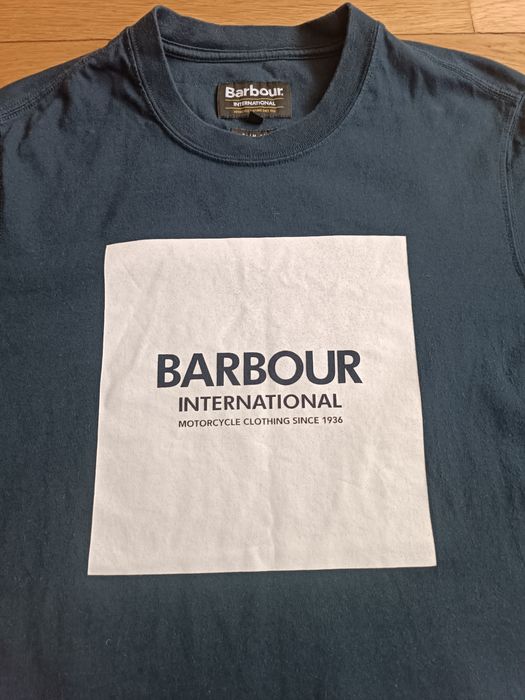 Barbour
INTERNATIONAL
BARBOUR
INTERNATIONAL
MOTORCYCLE CLOTHING SINCE 1936